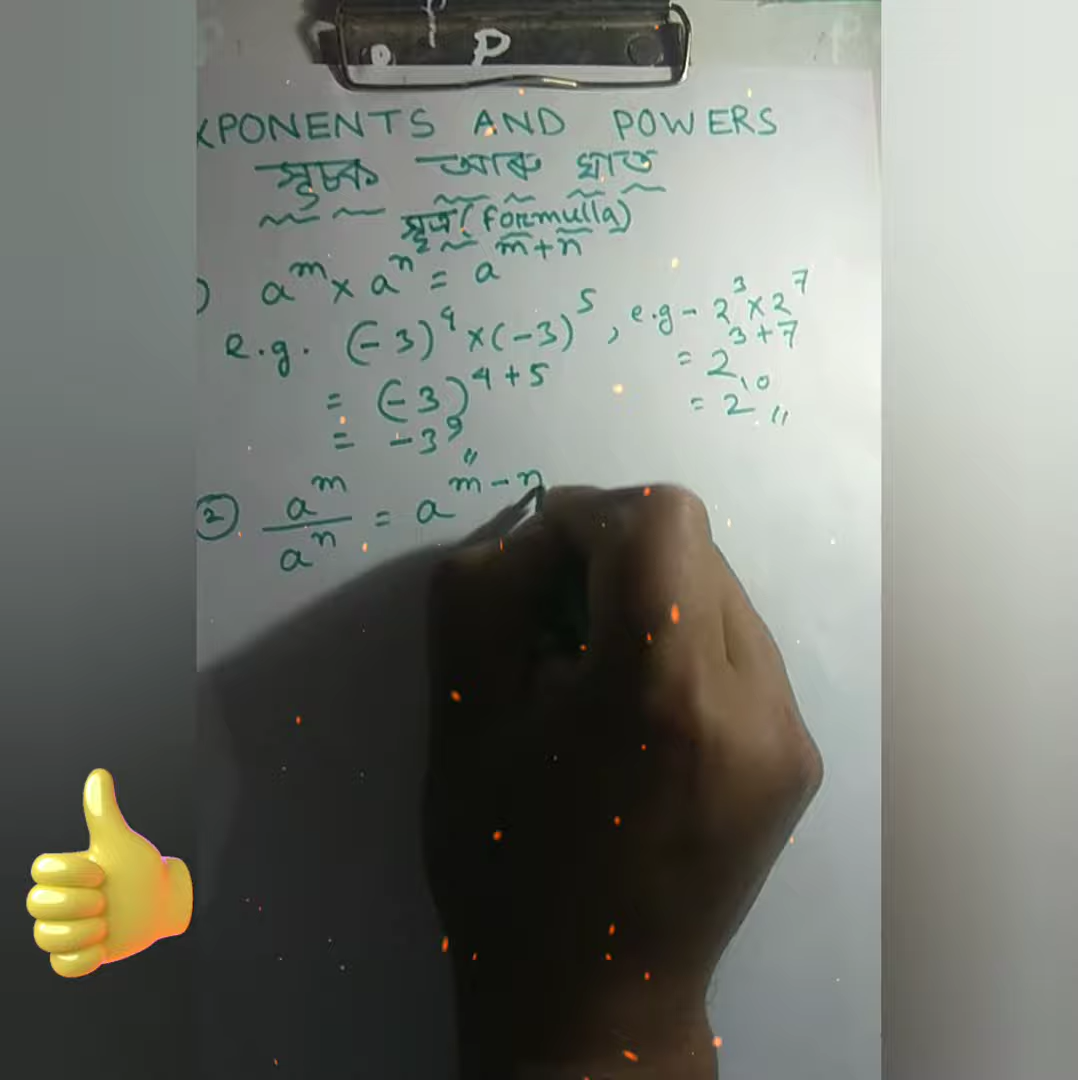 P
XPONENTS AND POWERS
সূচক আৰু ঘাত
সূত্ৰ (formulla)
) a^m × a^n = a^(m+n)
e.g. (-3)^4 × (-3)^5 , e.g - 2^3 × 2^7
= (-3)^(4+5) = 2^(3+7)
= -3^9 〃 = 2^10 〃
② a^m / a^n = a^(m-n)